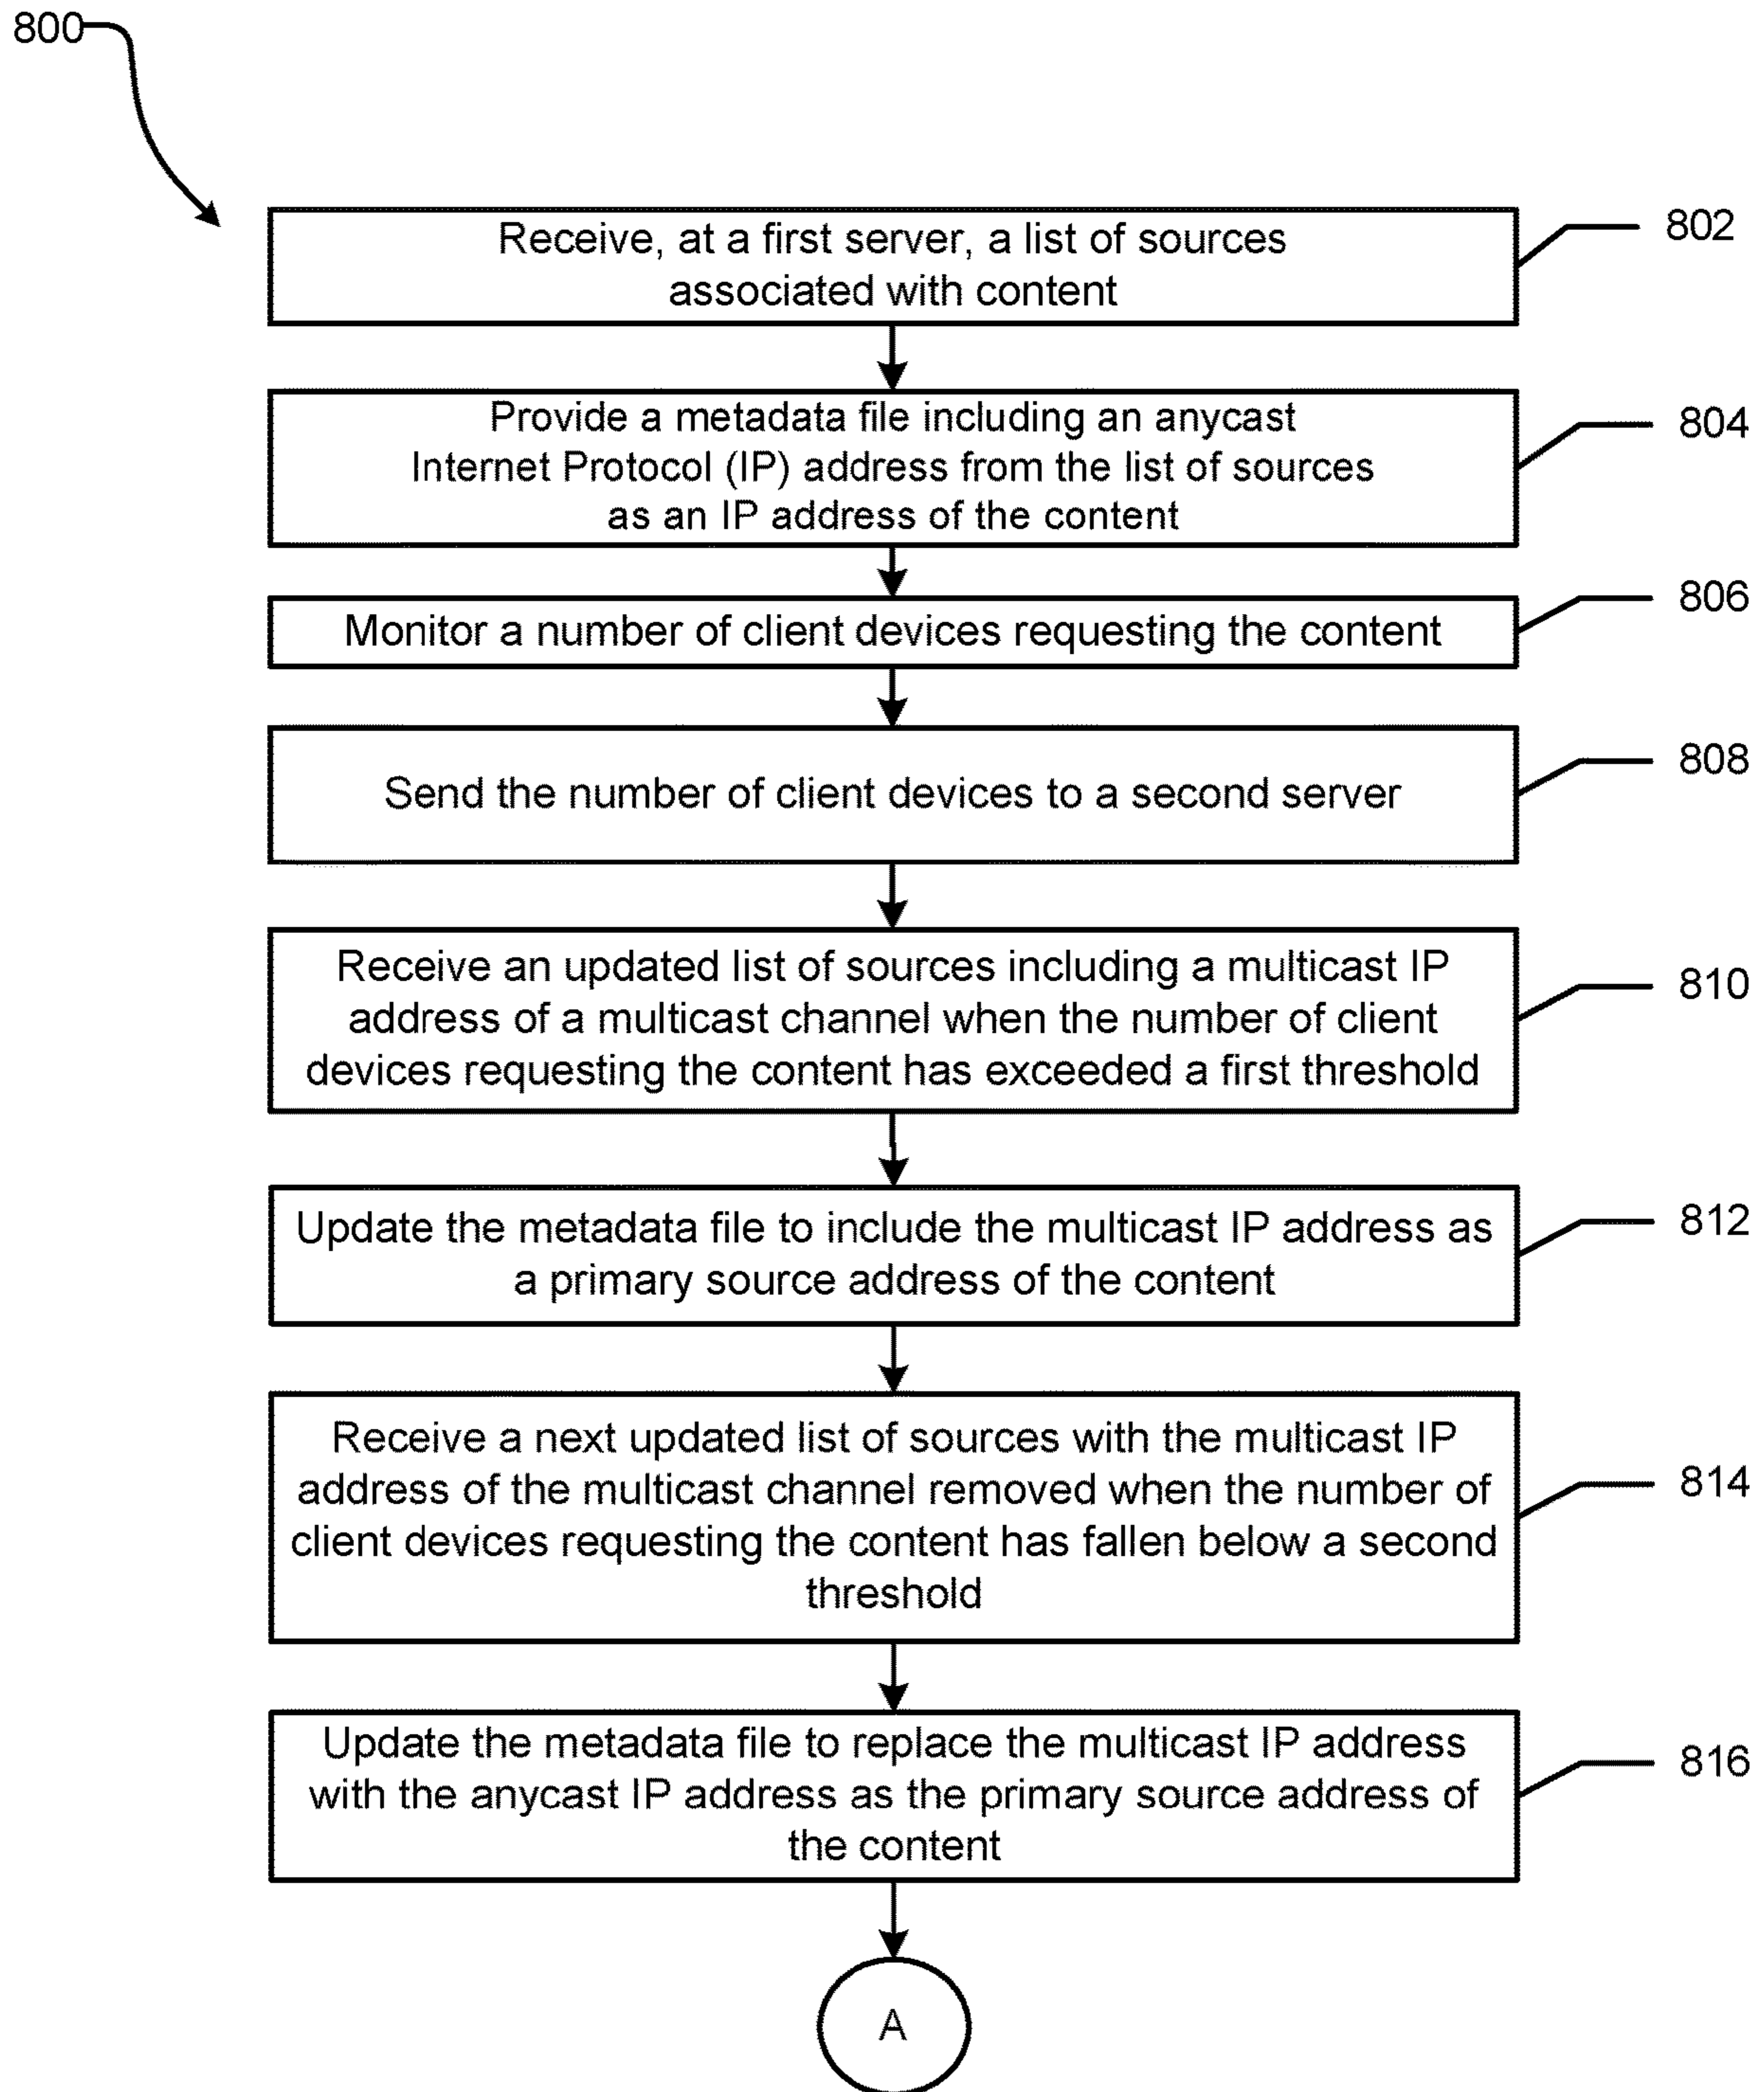 800
Receive, at a first server, a list of sources
associated with content
802
Provide a metadata file including an anycast
Internet Protocol (IP) address from the list of sources
as an IP address of the content
804
Monitor a number of client devices requesting the content
806
Send the number of client devices to a second server
808
Receive an updated list of sources including a multicast IP
address of a multicast channel when the number of client
devices requesting the content has exceeded a first threshold
810
Update the metadata file to include the multicast IP address as
a primary source address of the content
812
Receive a next updated list of sources with the multicast IP
address of the multicast channel removed when the number of
client devices requesting the content has fallen below a second
threshold
814
Update the metadata file to replace the multicast IP address
with the anycast IP address as the primary source address of
the content
816
A